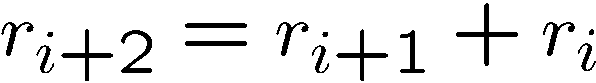 r_{i+2} = r_{i+1} + r_i